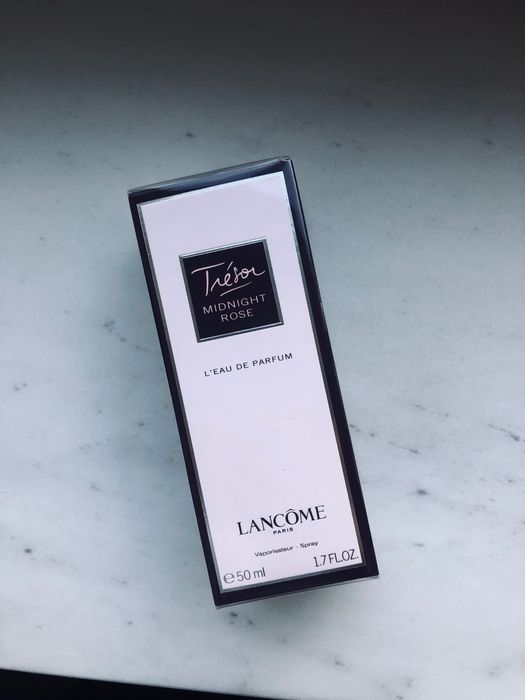 Trésor
MIDNIGHT
ROSE
L'EAU DE PARFUM
LANCÔME
PARIS
Vaporisateur - Spray
℮50 ml 1.7 FL.OZ.